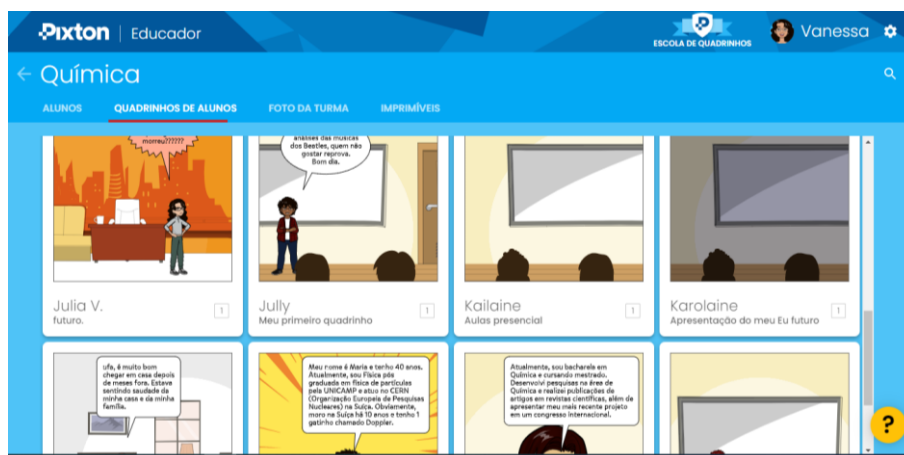 Pixton | Educador
ESCOLA DE QUADRINHOS
Vanessa
Química
ALUNOS
QUADRINHOS DE ALUNOS
FOTO DA TURMA
IMPRIMÍVEIS
morreu??????
análises das músicas
dos Beetles, quem não
gostar reprova.
Bom dia.
Julia V.
1
futuro.
Jully
1
Meu primeiro quadrinho
Kailaine
1
Aulas presencial
Karolaine
1
Apresentação do meu Eu futuro
ufa, é muito bom
chegar em casa depois
de meses fora. Estava
sentindo saudade da
minha casa e da minha
família.
Meu nome é Maria e tenho 40 anos.
Atualmente, sou Física pós
graduada em física de partículas
pela UNICAMP e atuo no CERN
(Organização Europeia de Pesquisas
Nucleares) na Suíça. Obviamente,
moro na Suíça há 10 anos e tenho 1
gatinho chamado Doppler.
Atualmente, sou bacharela em
Química e cursando mestrado.
Desenvolvi pesquisas na área de
Química e realizei publicações de
artigos em revistas científicas, além de
apresentar meu mais recente projeto
em um congresso internacional.
?